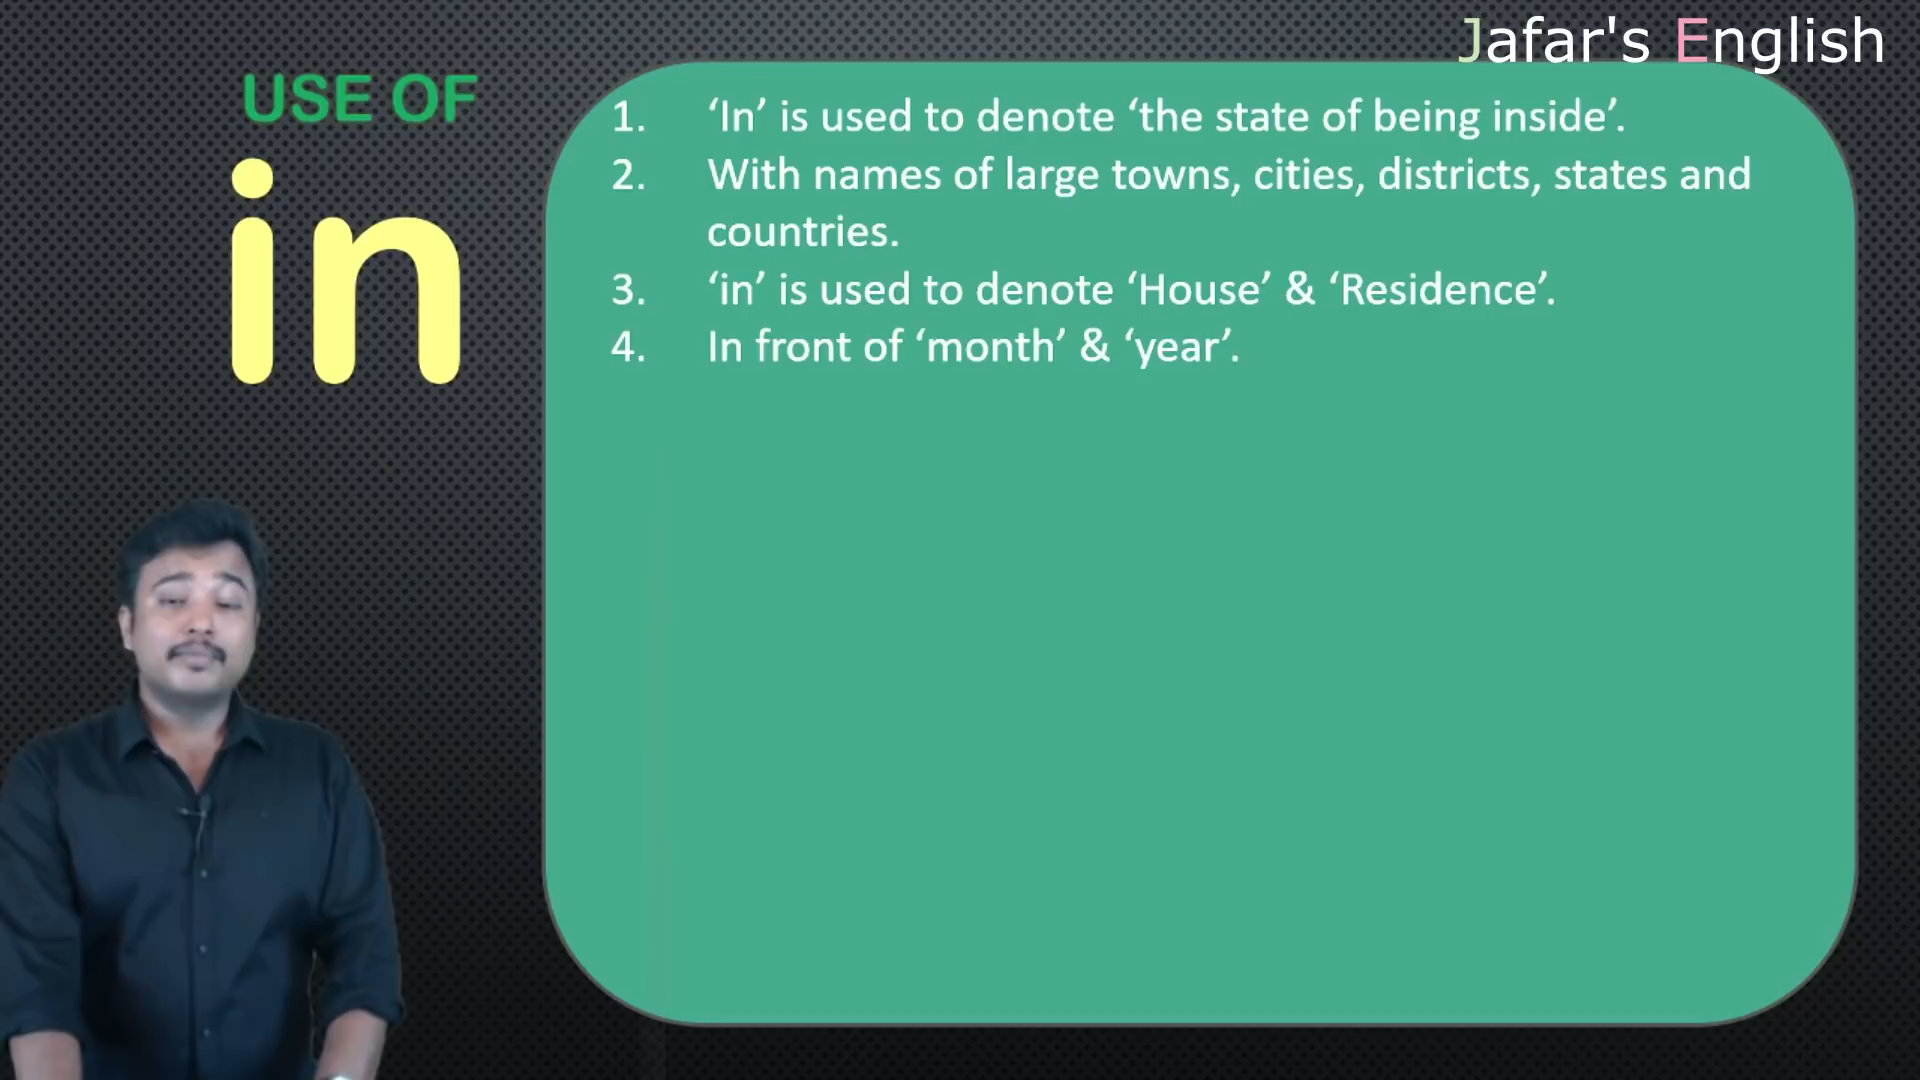 Jafar's English
USE OF
in
1. ‘In’ is used to denote ‘the state of being inside’.
2. With names of large towns, cities, districts, states and
countries.
3. ‘in’ is used to denote ‘House’ & ‘Residence’.
4. In front of ‘month’ & ‘year’.